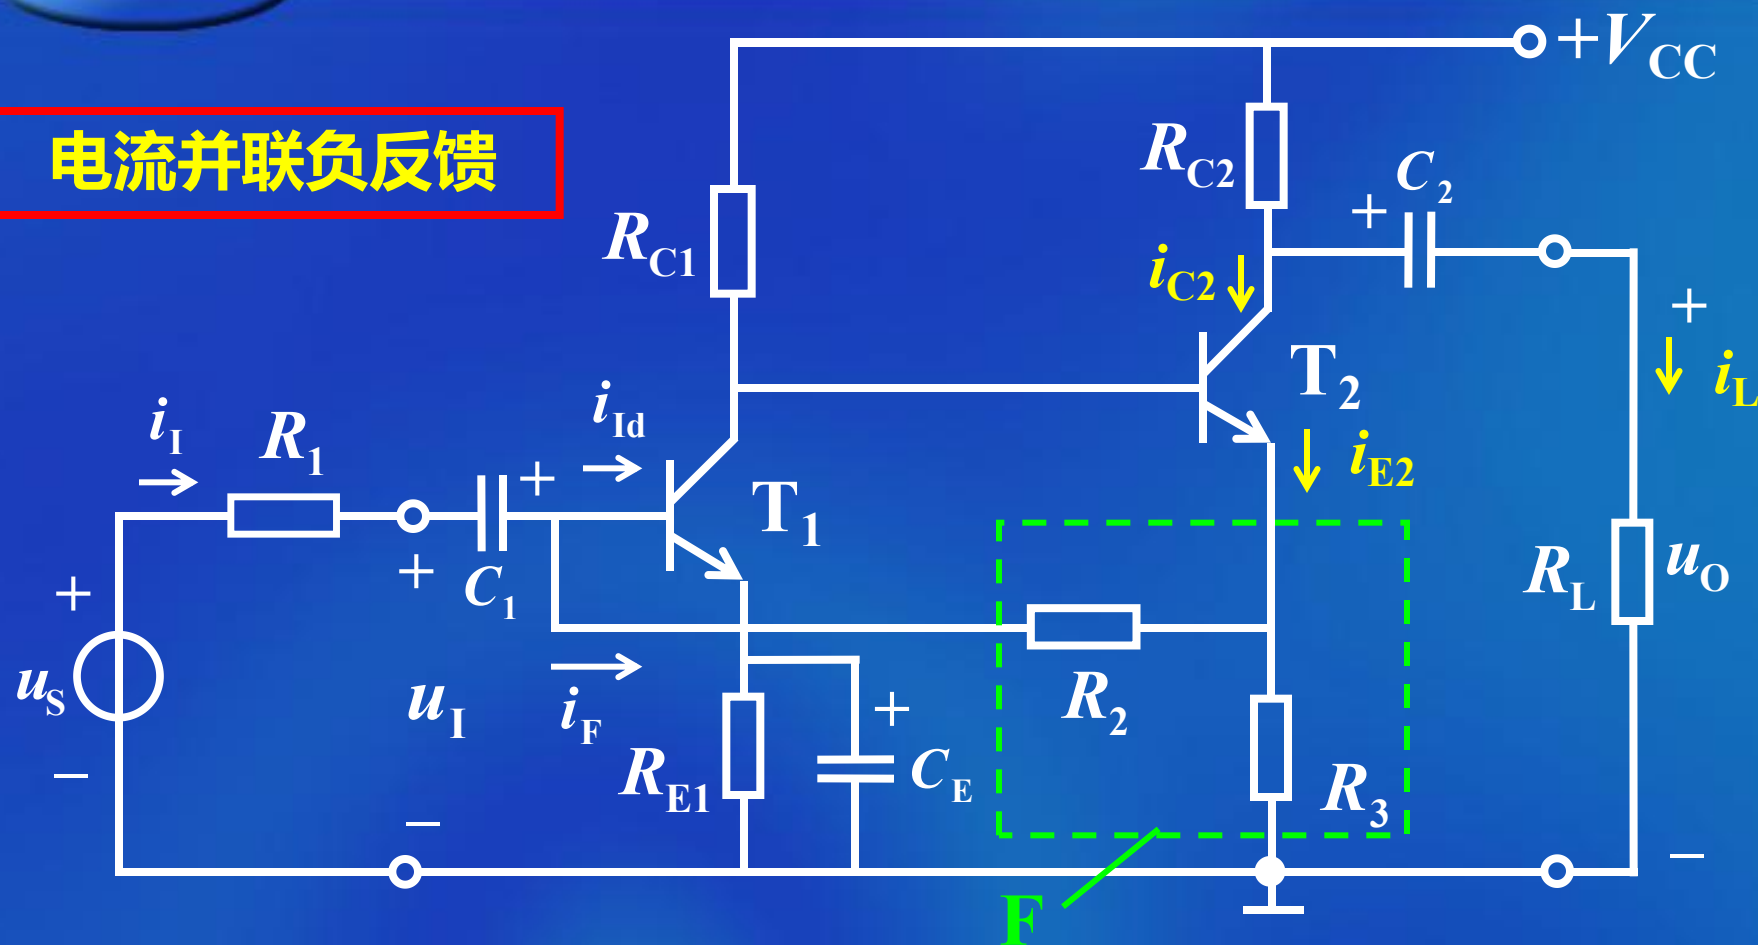 +VCC
电流并联负反馈
RC1
RC2
+ C2
iC2
+
iL
T2
iI
R1
iId
+
T1
iE2
+
C1
+
RL
uO
uS
uI
iF
RE1
+
CE
R2
R3
−
−
−
F